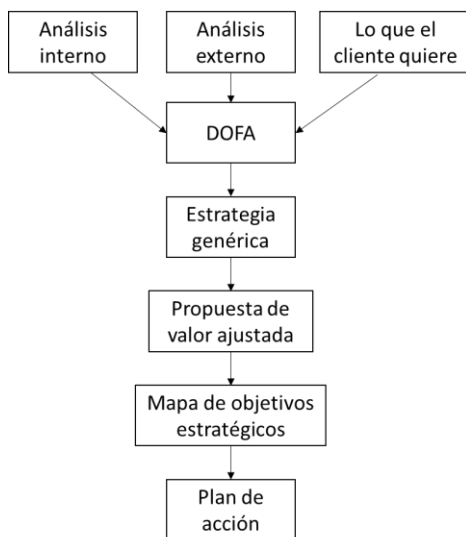 Análisis
interno
Análisis
externo
Lo que el
cliente quiere
DOFA
Estrategia
genérica
Propuesta de
valor ajustada
Mapa de objetivos
estratégicos
Plan de
acción